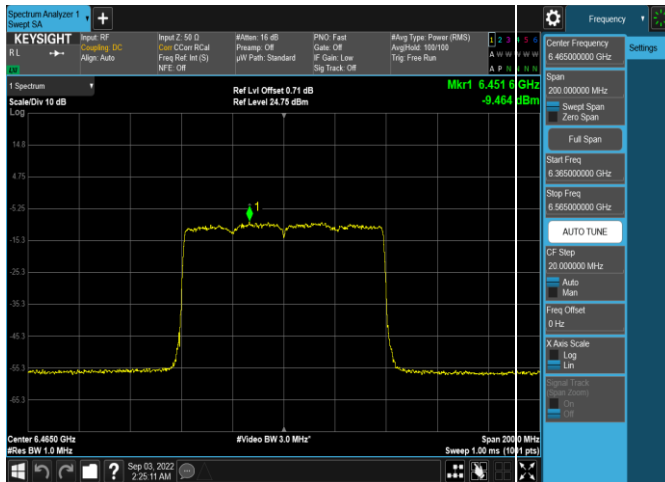 Spectrum Analyzer 1
Swept SA
Frequency
KEYSIGHT
RL
Input: RF
Coupling: DC
Align: Auto
Input Z: 50 Ω
Corr CCorr RCal
Freq Ref: Int (S)
NFE: Off
#Atten: 16 dB
Preamp: Off
µW Path: Standard
PNO: Fast
Gate: Off
IF Gain: Low
Sig Track: Off
#Avg Type: Power (RMS)
Avg|Hold: 100/100
Trig: Free Run
1 2 3 4 5 6
A W W W W W
A P N N N N
1 Spectrum
Scale/Div 10 dB
Log
Ref Lvl Offset 0.71 dB
Ref Level 24.75 dBm
Mkr1 6.451 6 GHz
-9.464 dBm
14.8
4.75
-5.25
-15.3
-25.3
-35.3
-45.3
-55.3
-65.3
1
Center 6.4650 GHz
#Res BW 1.0 MHz
#Video BW 3.0 MHz*
Span 200.0 MHz
Sweep 1.00 ms (1001 pts)
Sep 03, 2022
2:25:11 AM
Center Frequency
6.465000000 GHz
Settings
Span
200.000000 MHz
Swept Span
Zero Span
Full Span
Start Freq
6.365000000 GHz
Stop Freq
6.565000000 GHz
AUTO TUNE
CF Step
20.000000 MHz
Auto
Man
Freq Offset
0 Hz
X Axis Scale
Log
Lin
Signal Track
(Span Zoom)
On
Off